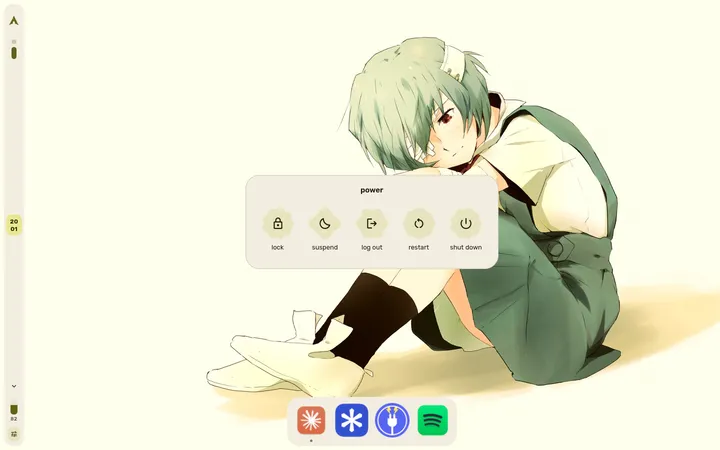 20
01
82
power
lock
suspend
log out
restart
shut down